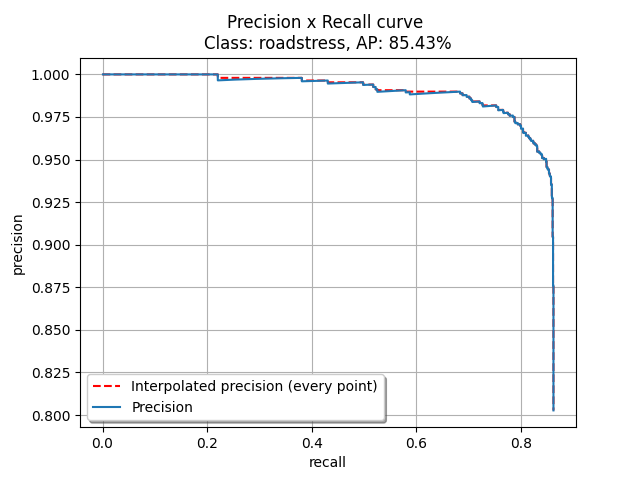 Precision x Recall curve
Class: roadstress, AP: 85.43%
1.000
0.975
0.950
0.925
0.900
0.875
0.850
0.825
0.800
precision
Interpolated precision (every point)
Precision
0.0 0.2 0.4 0.6 0.8
recall